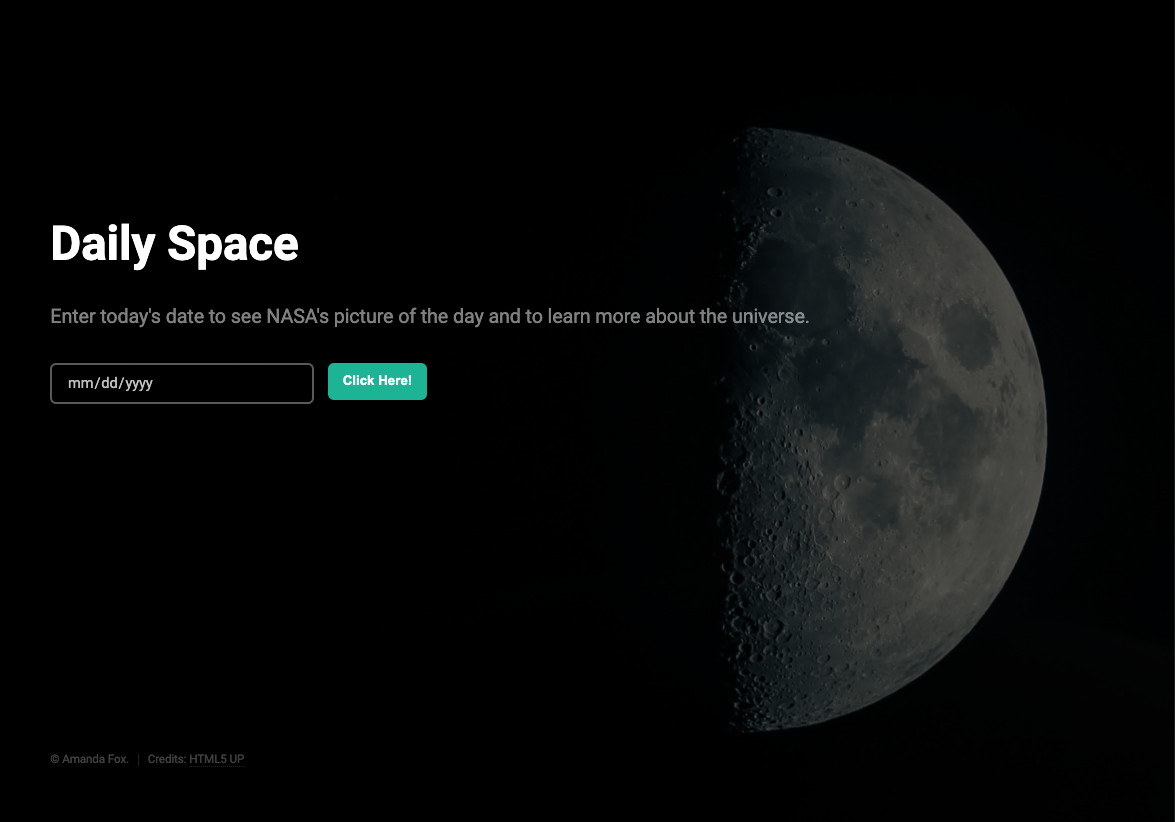 Daily Space
Enter today's date to see NASA's picture of the day and to learn more about the universe.
mm/dd/yyyy
Click Here!
© Amanda Fox. | Credits: HTML5 UP